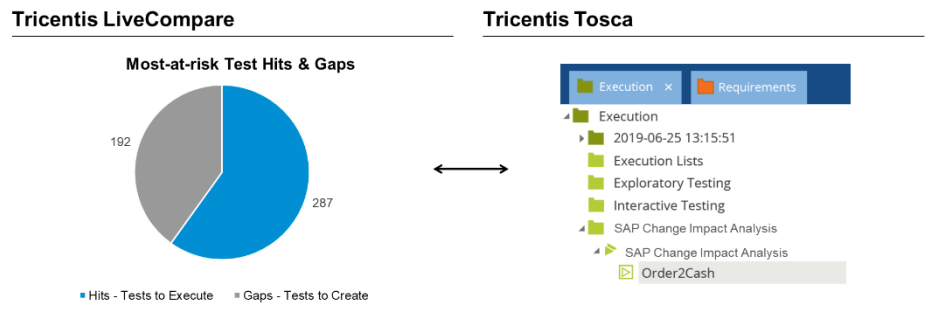 Tricentis LiveCompare
Most-at-risk Test Hits & Gaps
192
287
Hits - Tests to Execute
Gaps - Tests to Create
Tricentis Tosca
Execution ×
Requirements
Execution
2019-06-25 13:15:51
Execution Lists
Exploratory Testing
Interactive Testing
SAP Change Impact Analysis
SAP Change Impact Analysis
Order2Cash